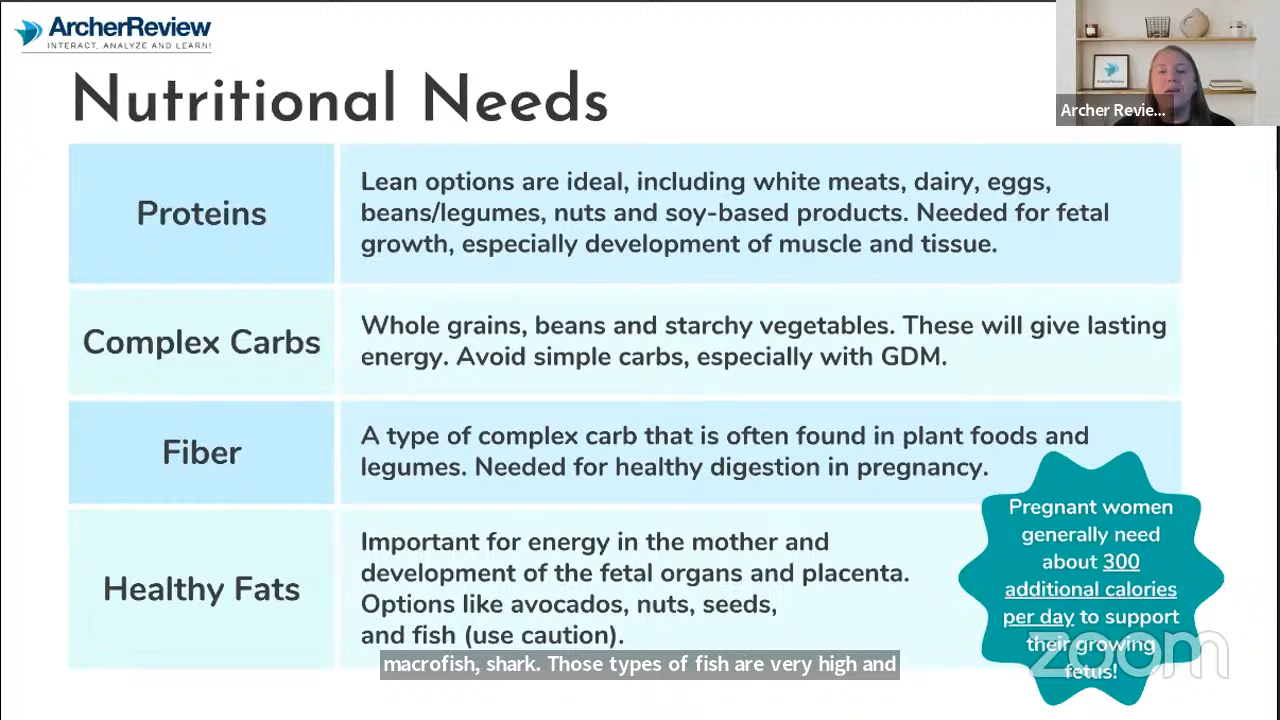 ArcherReview
INTERACT, ANALYZE AND LEARN!
Nutritional Needs
Archer Revie...
Proteins
Lean options are ideal, including white meats, dairy, eggs,
beans/legumes, nuts and soy-based products. Needed for fetal
growth, especially development of muscle and tissue.
Complex Carbs
Whole grains, beans and starchy vegetables. These will give lasting
energy. Avoid simple carbs, especially with GDM.
Fiber
A type of complex carb that is often found in plant foods and
legumes. Needed for healthy digestion in pregnancy.
Healthy Fats
Important for energy in the mother and
development of the fetal organs and placenta.
Options like avocados, nuts, seeds,
and fish (use caution).
Pregnant women
generally need
about 300
additional calories
per day to support
their growing
fetus!
zoom
macrofish, shark. Those types of fish are very high and